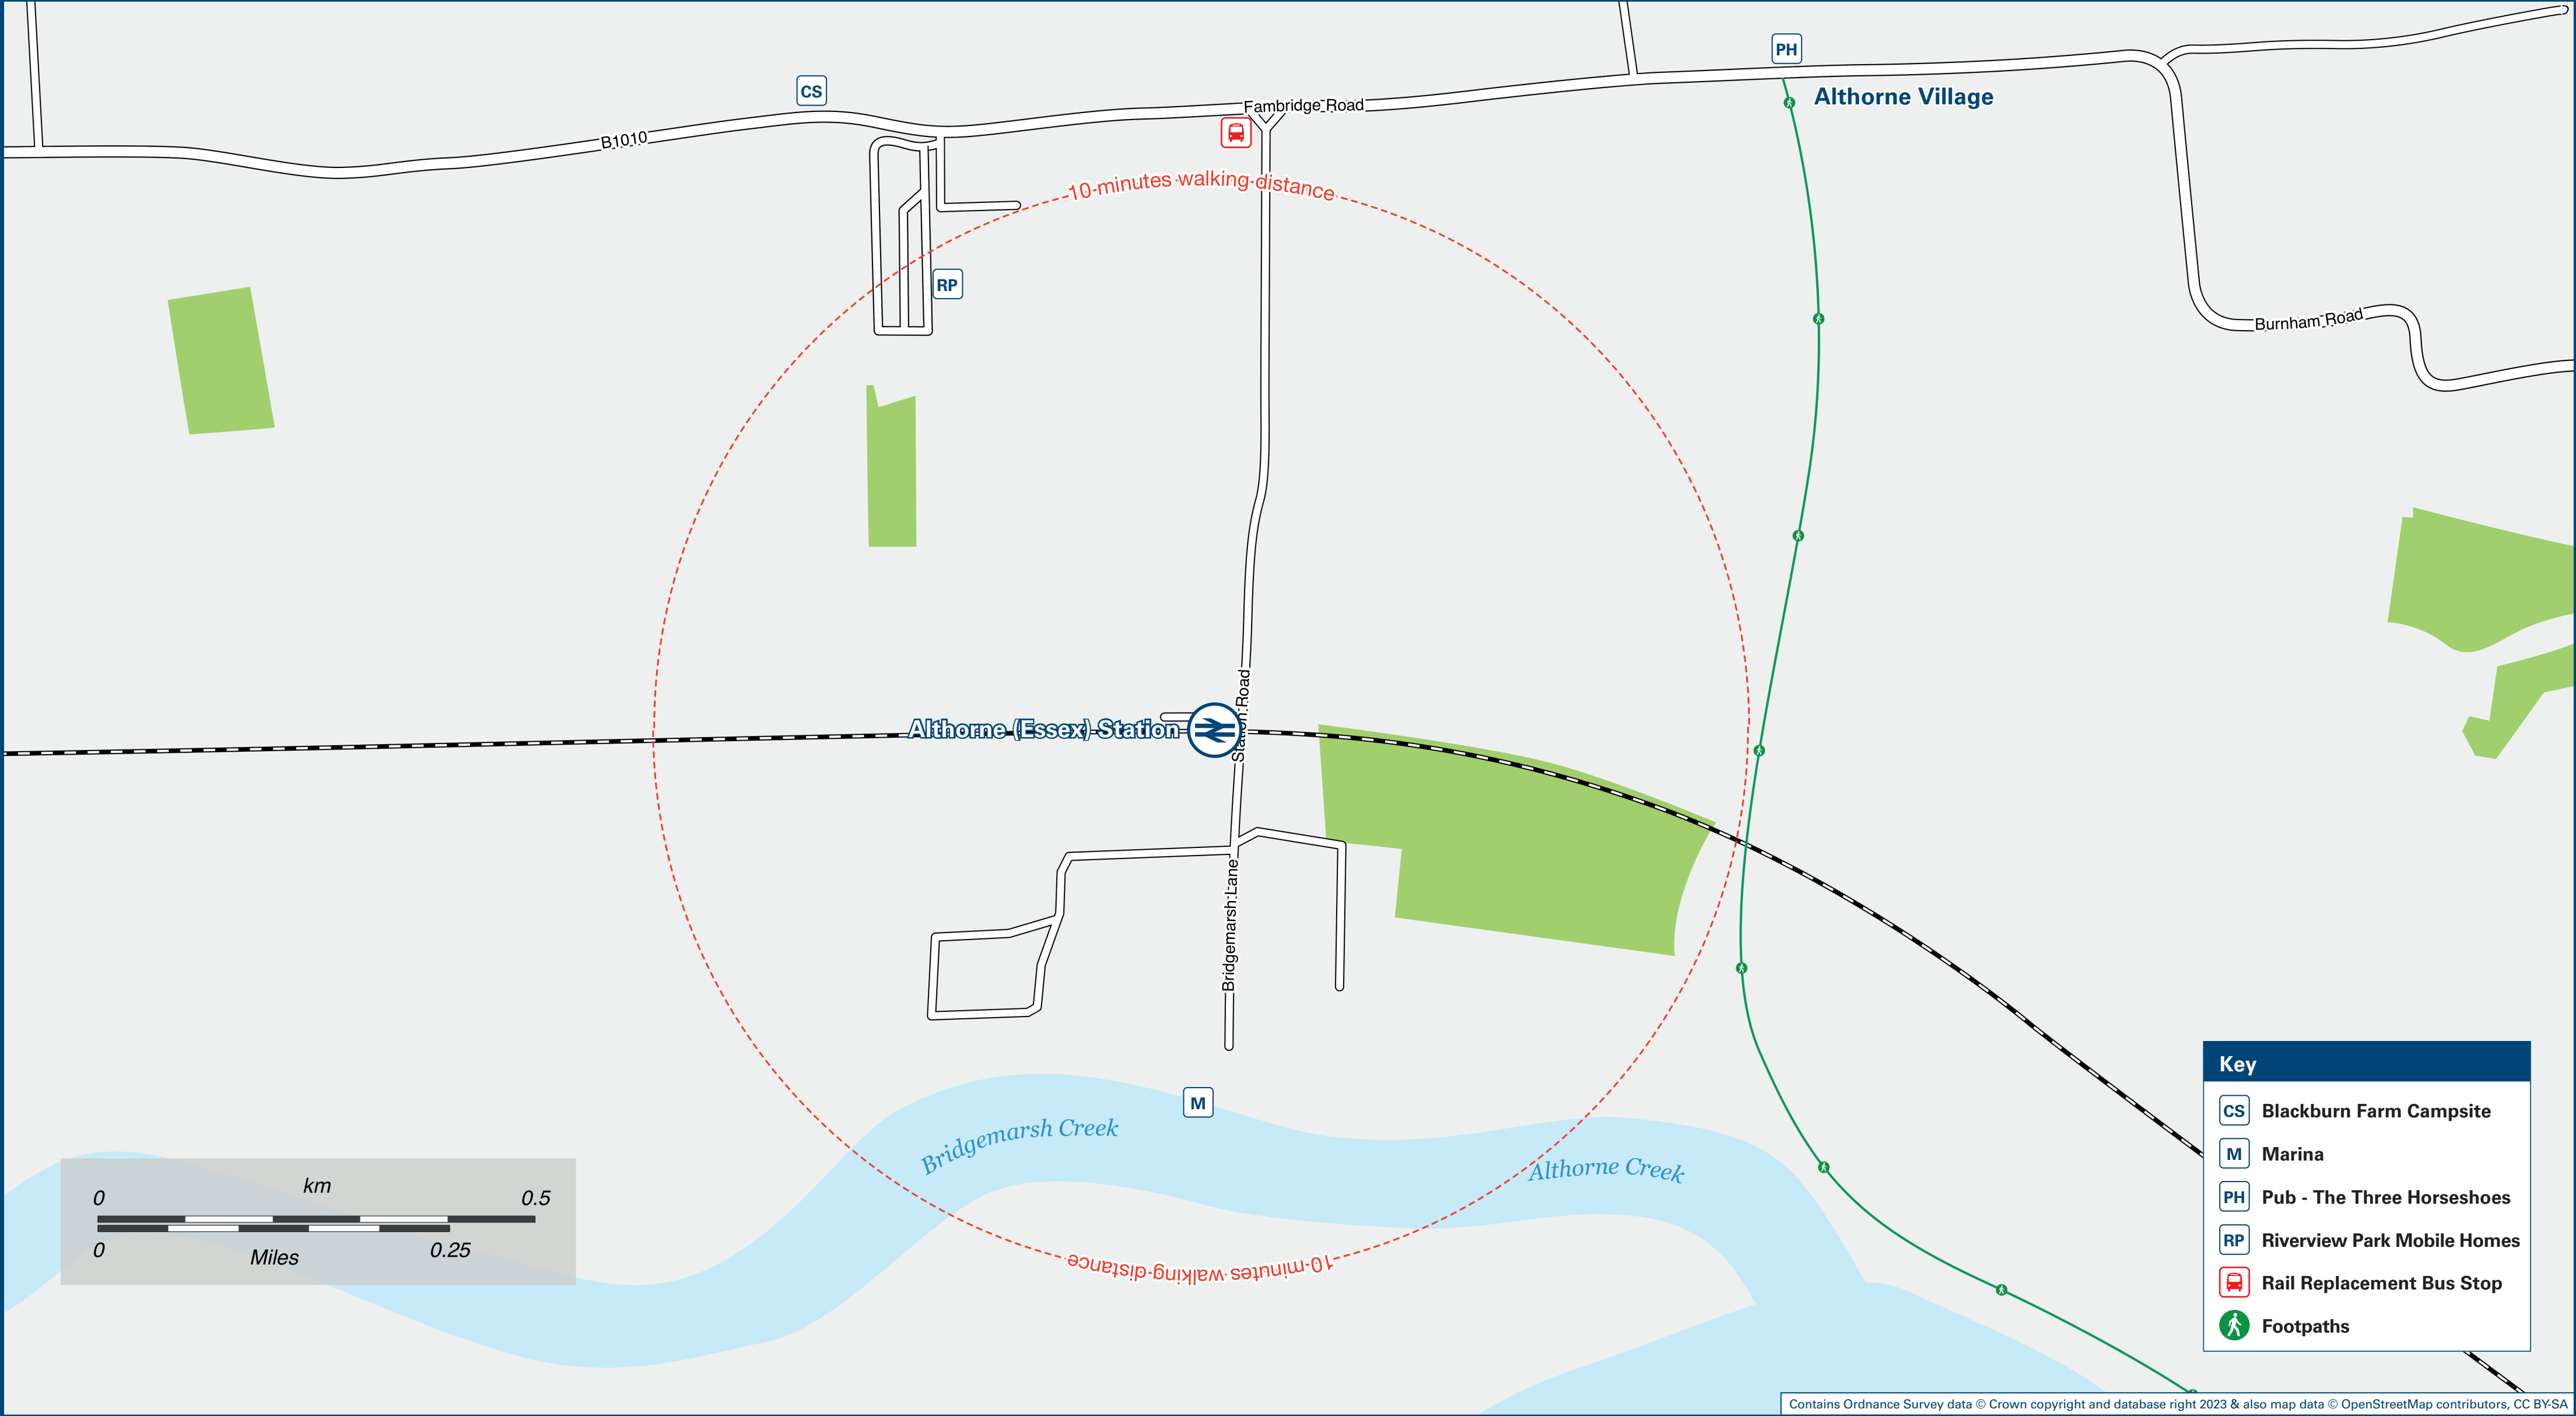 PH
CS
Althorne Village
Fambridge Road
B1010
10 minutes walking distance
RP
Burnham Road
Station Road
Althorne (Essex) Station
Bridgemarsh Lane
M
Bridgemarsh Creek
Althorne Creek
10 minutes walking distance
km
0 0.5
0 0.25
Miles
Key
CS Blackburn Farm Campsite
M Marina
PH Pub - The Three Horseshoes
RP Riverview Park Mobile Homes
Rail Replacement Bus Stop
Footpaths
Contains Ordnance Survey data © Crown copyright and database right 2023 & also map data © OpenStreetMap contributors, CC BY-SA